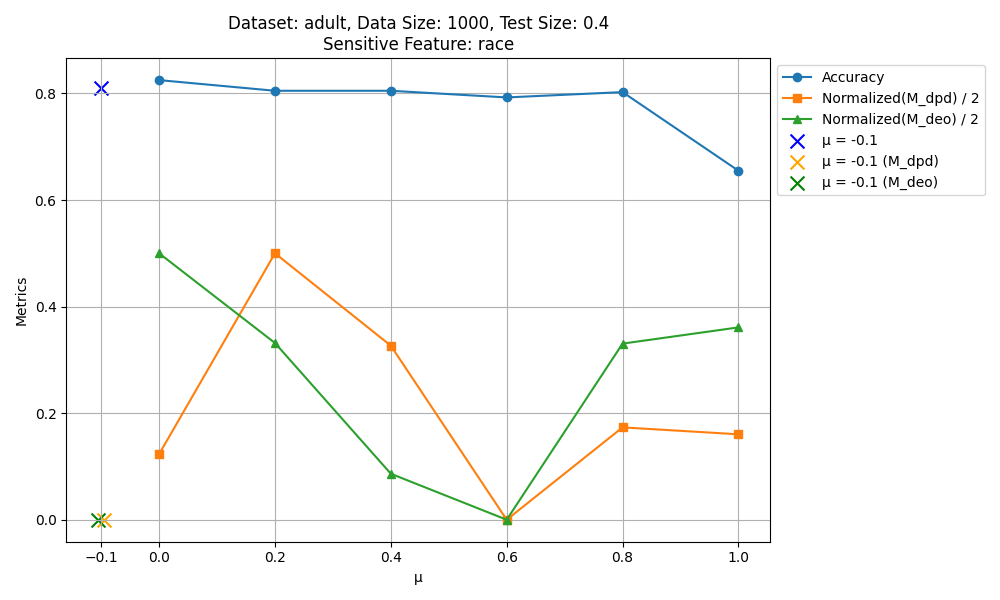 Dataset: adult, Data Size: 1000, Test Size: 0.4
Sensitive Feature: race
Accuracy
Normalized(M_dpd) / 2
Normalized(M_deo) / 2
μ = -0.1
μ = -0.1 (M_dpd)
μ = -0.1 (M_deo)
Metrics
0.8
0.6
0.4
0.2
0.0
−0.1 0.0 0.2 0.4 0.6 0.8 1.0
μ